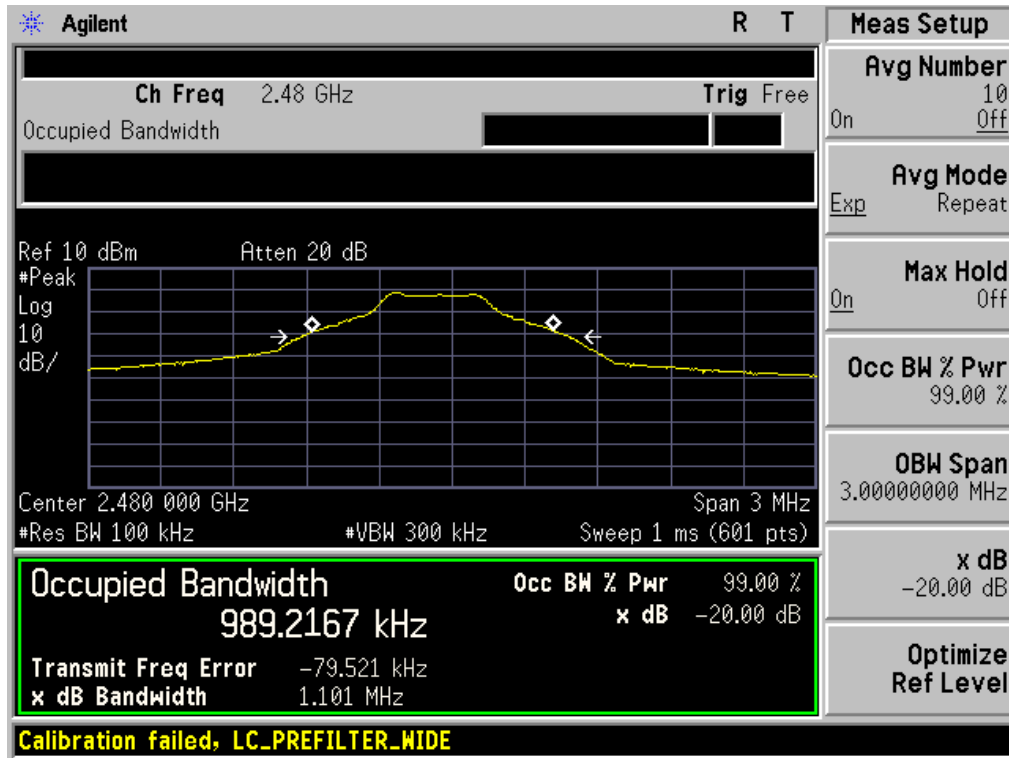 Agilent R T
Ch Freq 2.48 GHz Trig Free
Occupied Bandwidth
Ref 10 dBm Atten 20 dB
#Peak
Log
10
dB/
Center 2.480 000 GHz Span 3 MHz
#Res BW 100 kHz #VBW 300 kHz Sweep 1 ms (601 pts)
Occupied Bandwidth Occ BW % Pwr 99.00 %
989.2167 kHz x dB -20.00 dB
Transmit Freq Error -79.521 kHz
x dB Bandwidth 1.101 MHz
Calibration failed, LC_PREFILTER_WIDE
Meas Setup
Avg Number
10
On Off
Avg Mode
Exp Repeat
Max Hold
On Off
Occ BW % Pwr
99.00 %
OBW Span
3.00000000 MHz
x dB
-20.00 dB
Optimize
Ref Level